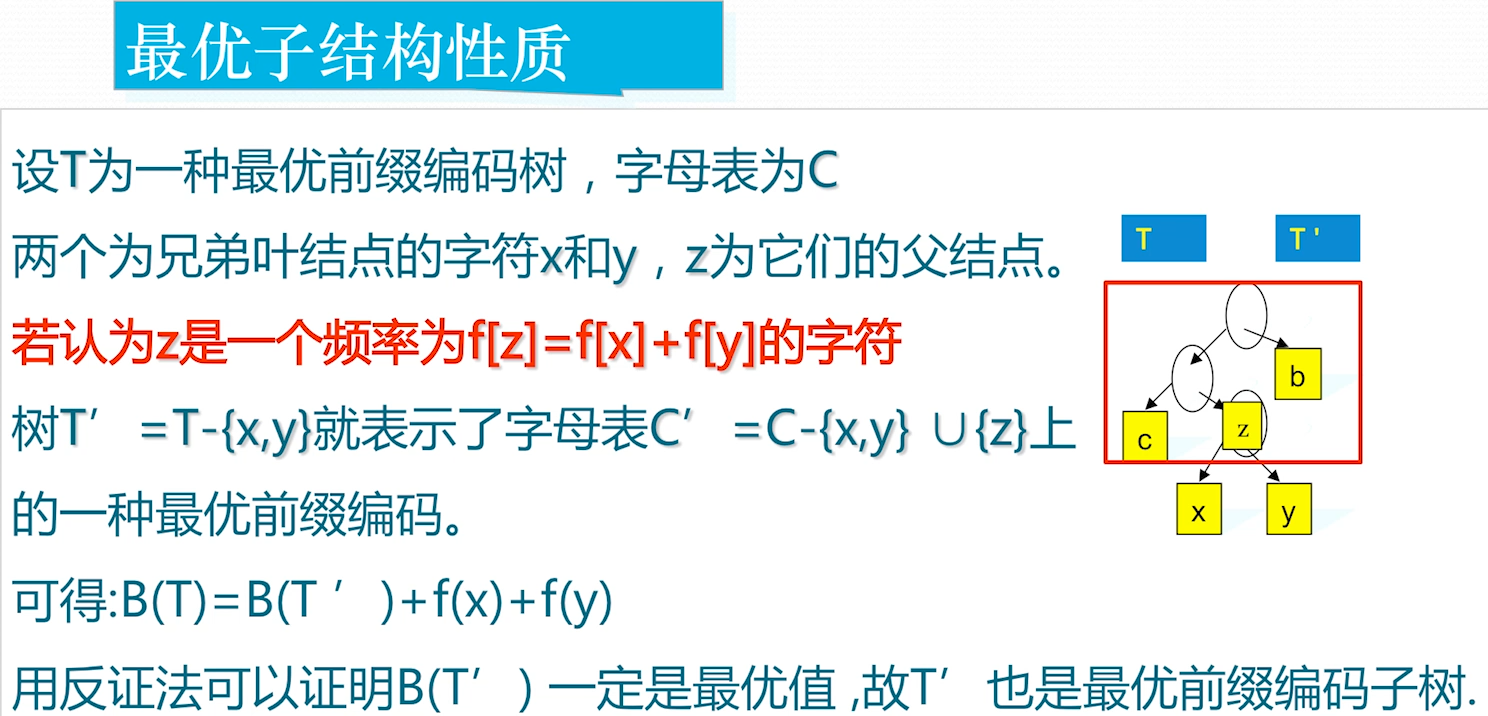 最优子结构性质
设T为一种最优前缀编码树，字母表为C
两个为兄弟叶结点的字符x和y，z为它们的父结点。
若认为z是一个频率为f[z]=f[x]+f[y]的字符
树T′ =T-{x,y}就表示了字母表C′ =C-{x,y} ∪{z}上
的一种最优前缀编码。
可得:B(T)=B(T ′ )+f(x)+f(y)
用反证法可以证明B(T′ ) 一定是最优值 ,故T′ 也是最优前缀编码子树.
T
T '
b
c
z
x
y